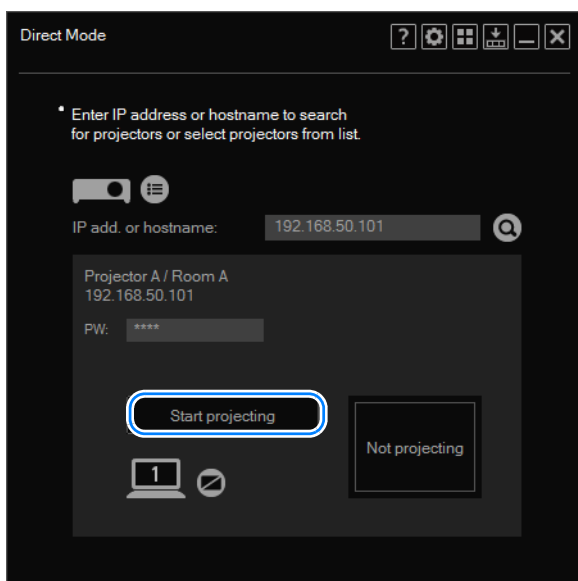 Direct Mode
?
Enter IP address or hostname to search
for projectors or select projectors from list.
IP add. or hostname: 192.168.50.101
Projector A / Room A
192.168.50.101
PW: ****
Start projecting
Not projecting
1